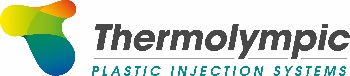 Thermolympic
PLASTIC INJECTION SYSTEMS